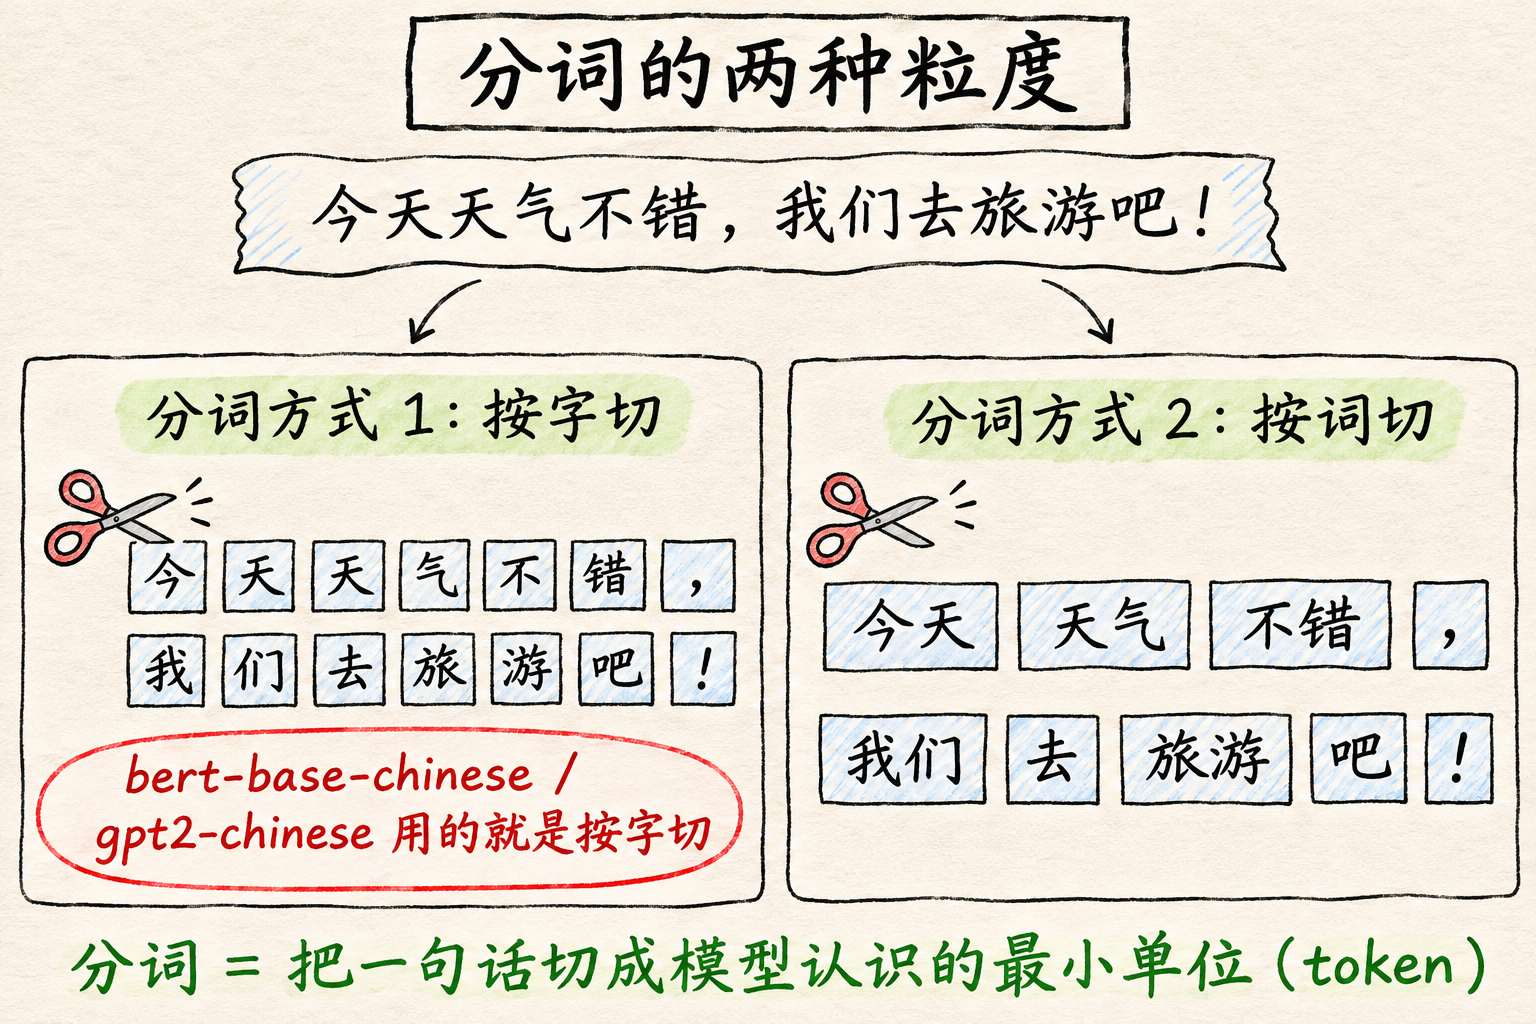 分词的两种粒度
今天天气不错，我们去旅游吧！
分词方式 1：按字切
今 天 天 气 不 错 ，
我 们 去 旅 游 吧 ！
bert-base-chinese /
gpt2-chinese 用的就是按字切
分词方式 2：按词切
今天 天气 不错 ，
我们 去 旅游 吧 ！
分词 = 把一句话切成模型认识的最小单位（token）